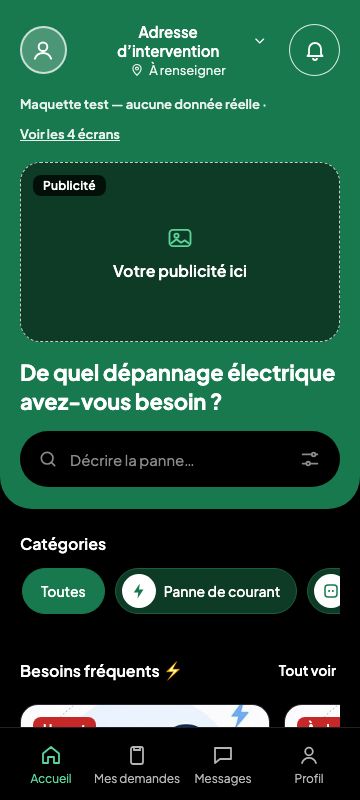 Adresse
d’intervention
À renseigner
Maquette test — aucune donnée réelle ·
Voir les 4 écrans
Publicité
Votre publicité ici
De quel dépannage électrique
avez-vous besoin ?
Décrire la panne…
Catégories
Toutes
Panne de courant
Besoins fréquents ⚡
Tout voir
Accueil
Mes demandes
Messages
Profil